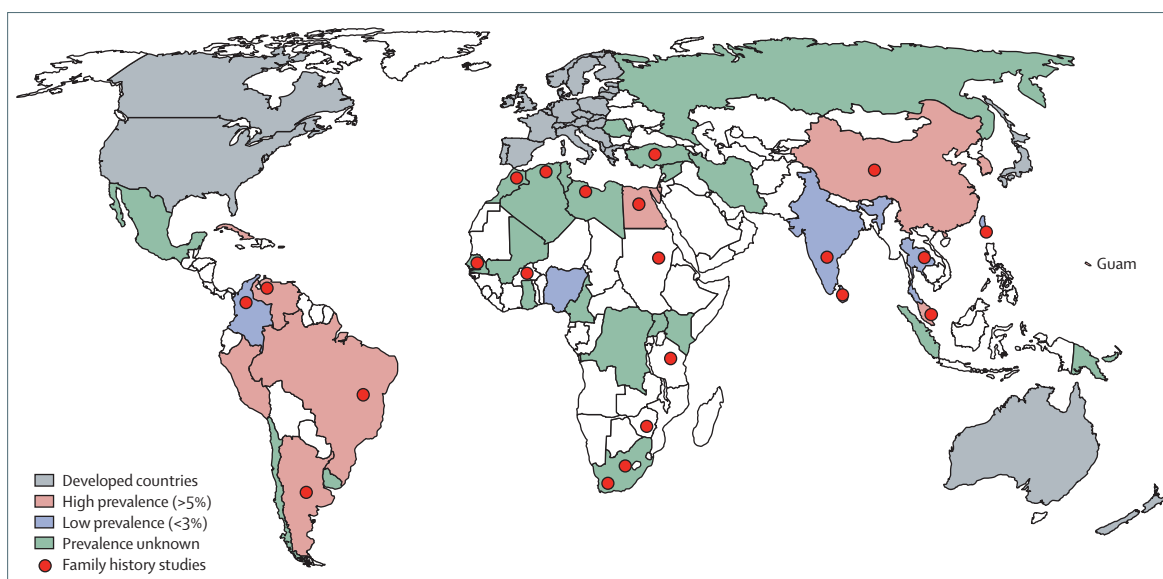 Guam
Developed countries
High prevalence (>5%)
Low prevalence (<3%)
Prevalence unknown
Family history studies